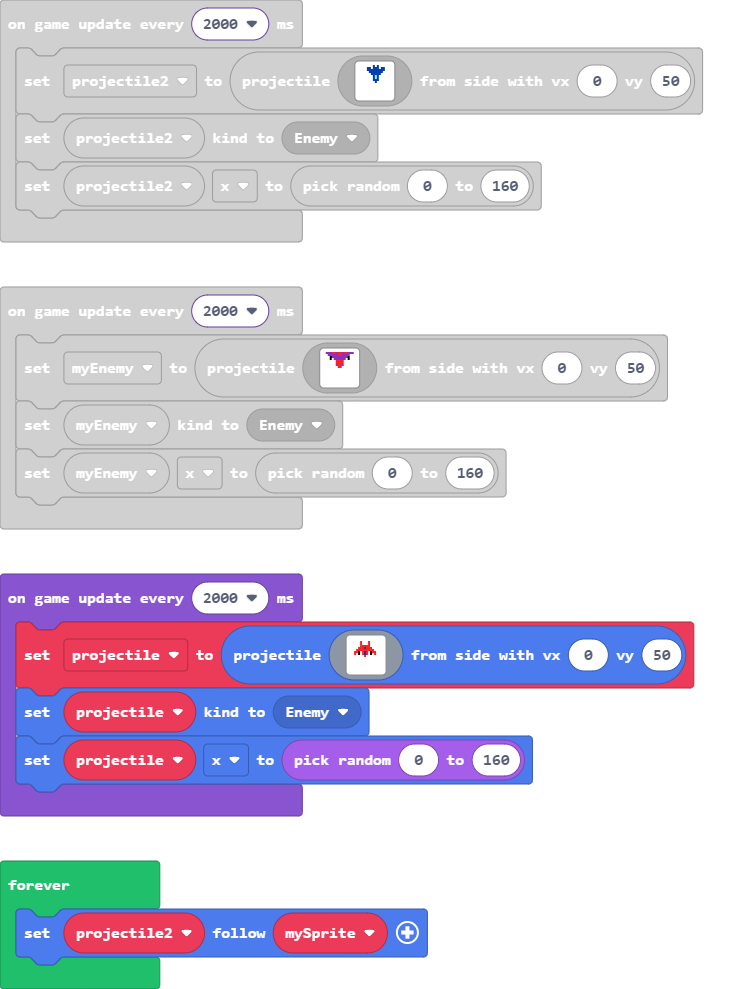 on game update every 2000 ms
set projectile2 to projectile from side with vx 0 vy 50
set projectile2 kind to Enemy
set projectile2 x to pick random 0 to 160
on game update every 2000 ms
set myEnemy to projectile from side with vx 0 vy 50
set myEnemy kind to Enemy
set myEnemy x to pick random 0 to 160
on game update every 2000 ms
set projectile to projectile from side with vx 0 vy 50
set projectile kind to Enemy
set projectile x to pick random 0 to 160
forever
set projectile2 follow mySprite